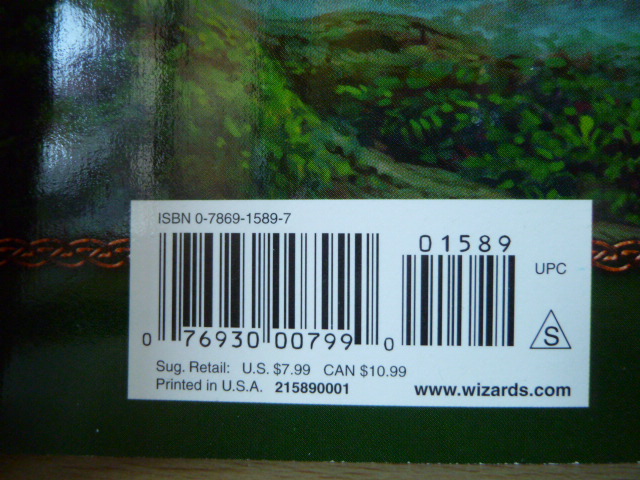 ISBN 0-7869-1589-7
01589
UPC
0 76930 00799 0
S
Sug. Retail: U.S. $7.99 CAN $10.99
Printed in U.S.A. 215890001
www.wizards.com